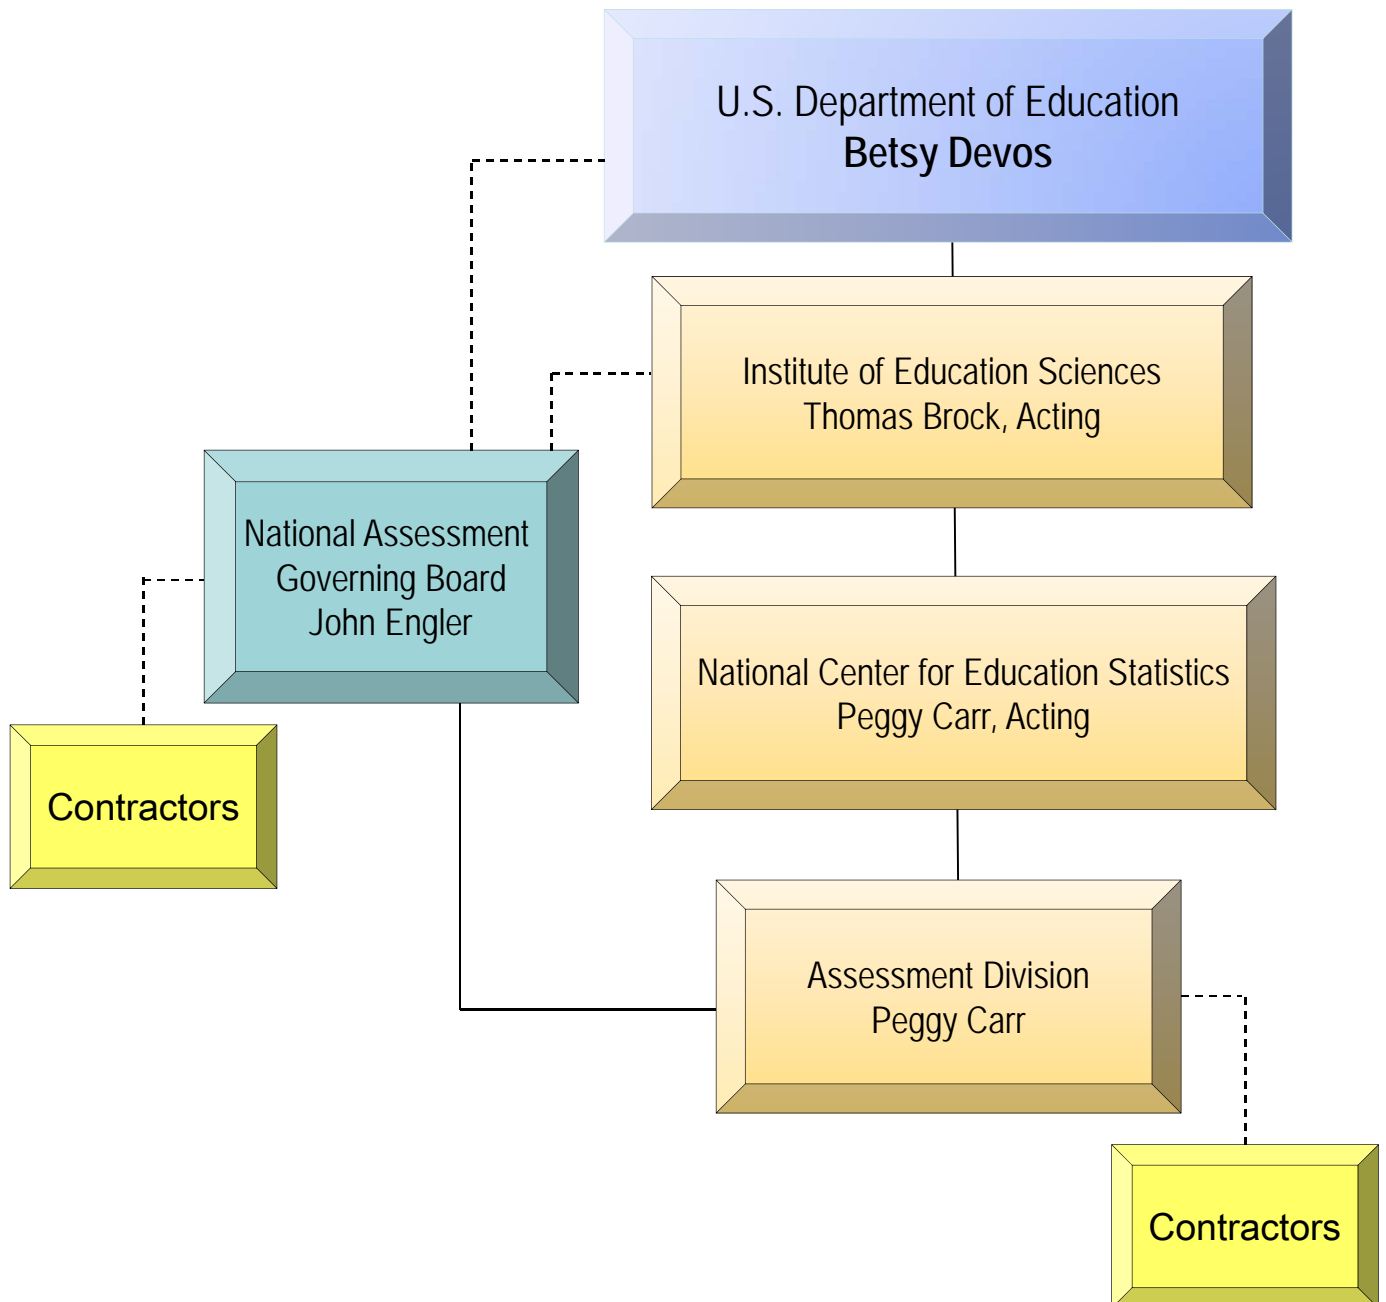 U.S. Department of Education
Betsy Devos
Institute of Education Sciences
Thomas Brock, Acting
National Assessment
Governing Board
John Engler
National Center for Education Statistics
Peggy Carr, Acting
Contractors
Assessment Division
Peggy Carr
Contractors